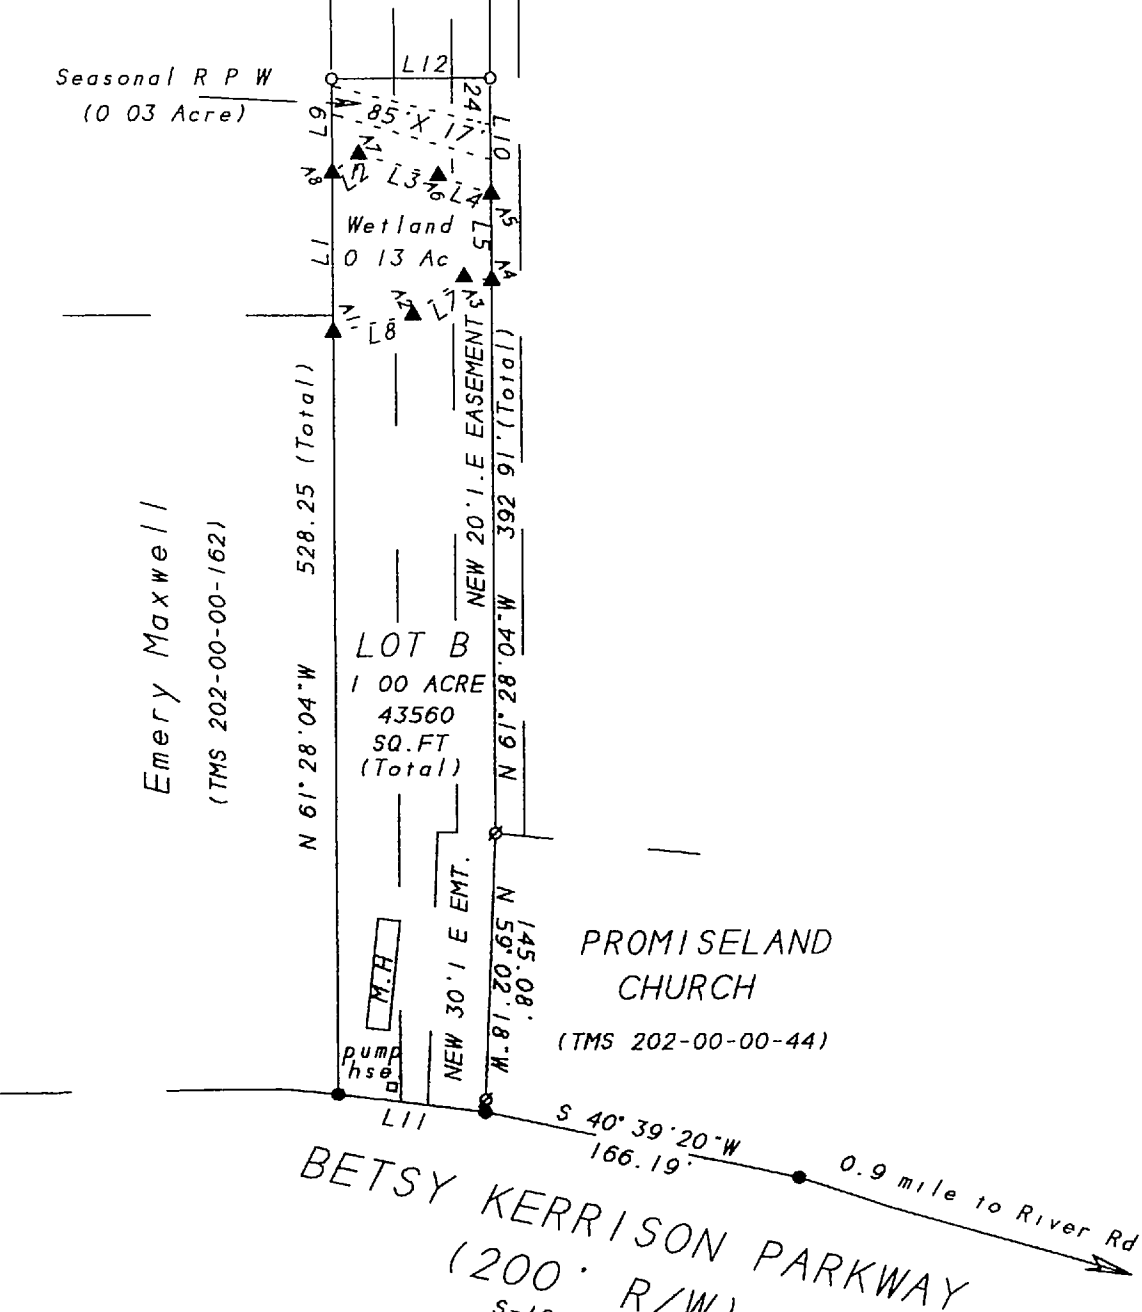 L12
Seasonal R P W
(0 03 Acre)
67
A
85' X 17'
24
L10
A7
A8
L2
L3
A6
L4
A5
Wetland
0 13 Ac
L5
17
A4
A3
A2
L7
A1
L8
528.25 (Total)
N 61° 28'04"W
Emery Maxwell
(TMS 202-00-00-162)
NEW 20' I.E EASEMENT
N 61° 28' 04" W 392 91' (Total)
LOT B
1 00 ACRE
43560
SQ.FT
(Total)
NEW 30' I E EMT.
N 59° 02' 18"W
145.08'
M.H
pump
hse
PROMISELAND
CHURCH
(TMS 202-00-00-44)
L11
S 40° 39'20"W
166.19'
0.9 mile to River Rd
BETSY KERRISON PARKWAY
(200' R/W)